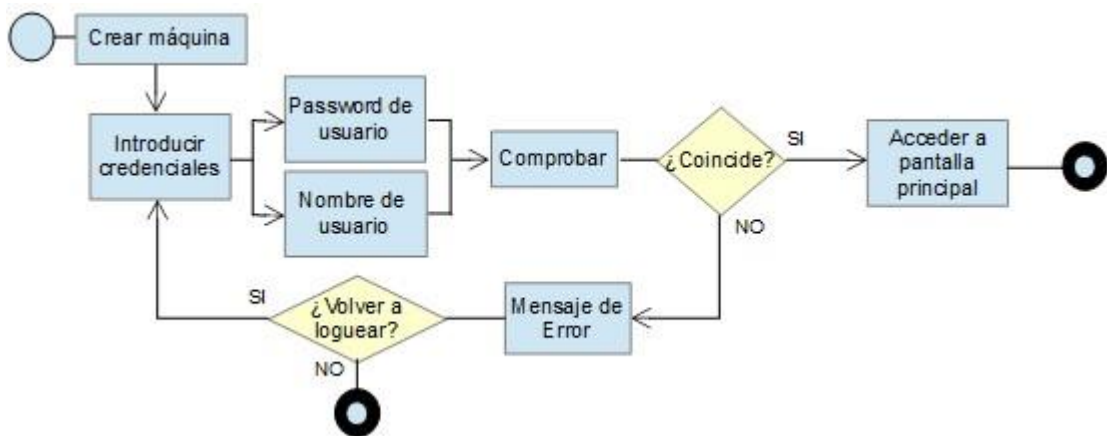 Crear máquina
Introducir
credenciales
Password de
usuario
Nombre de
usuario
Comprobar
¿Coincide?
SI
Acceder a
pantalla
principal
NO
Mensaje de
Error
¿Volver a
loguear?
SI
NO